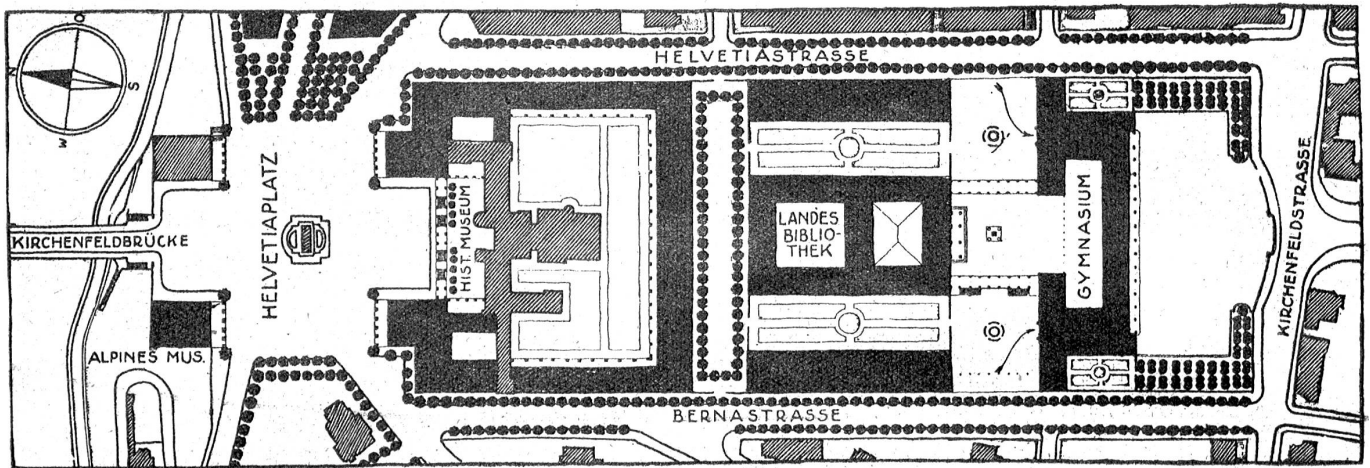 O
N
S
W
HELVETIASTRASSE
KIRCHENFELDBRÜCKE
HELVETIAPLATZ
HIST. MUSEUM
LANDES
BIBLIO-
THEK
GYMNASIUM
KIRCHENFELDSTRASSE
ALPINES MUS.
BERNASTRASSE